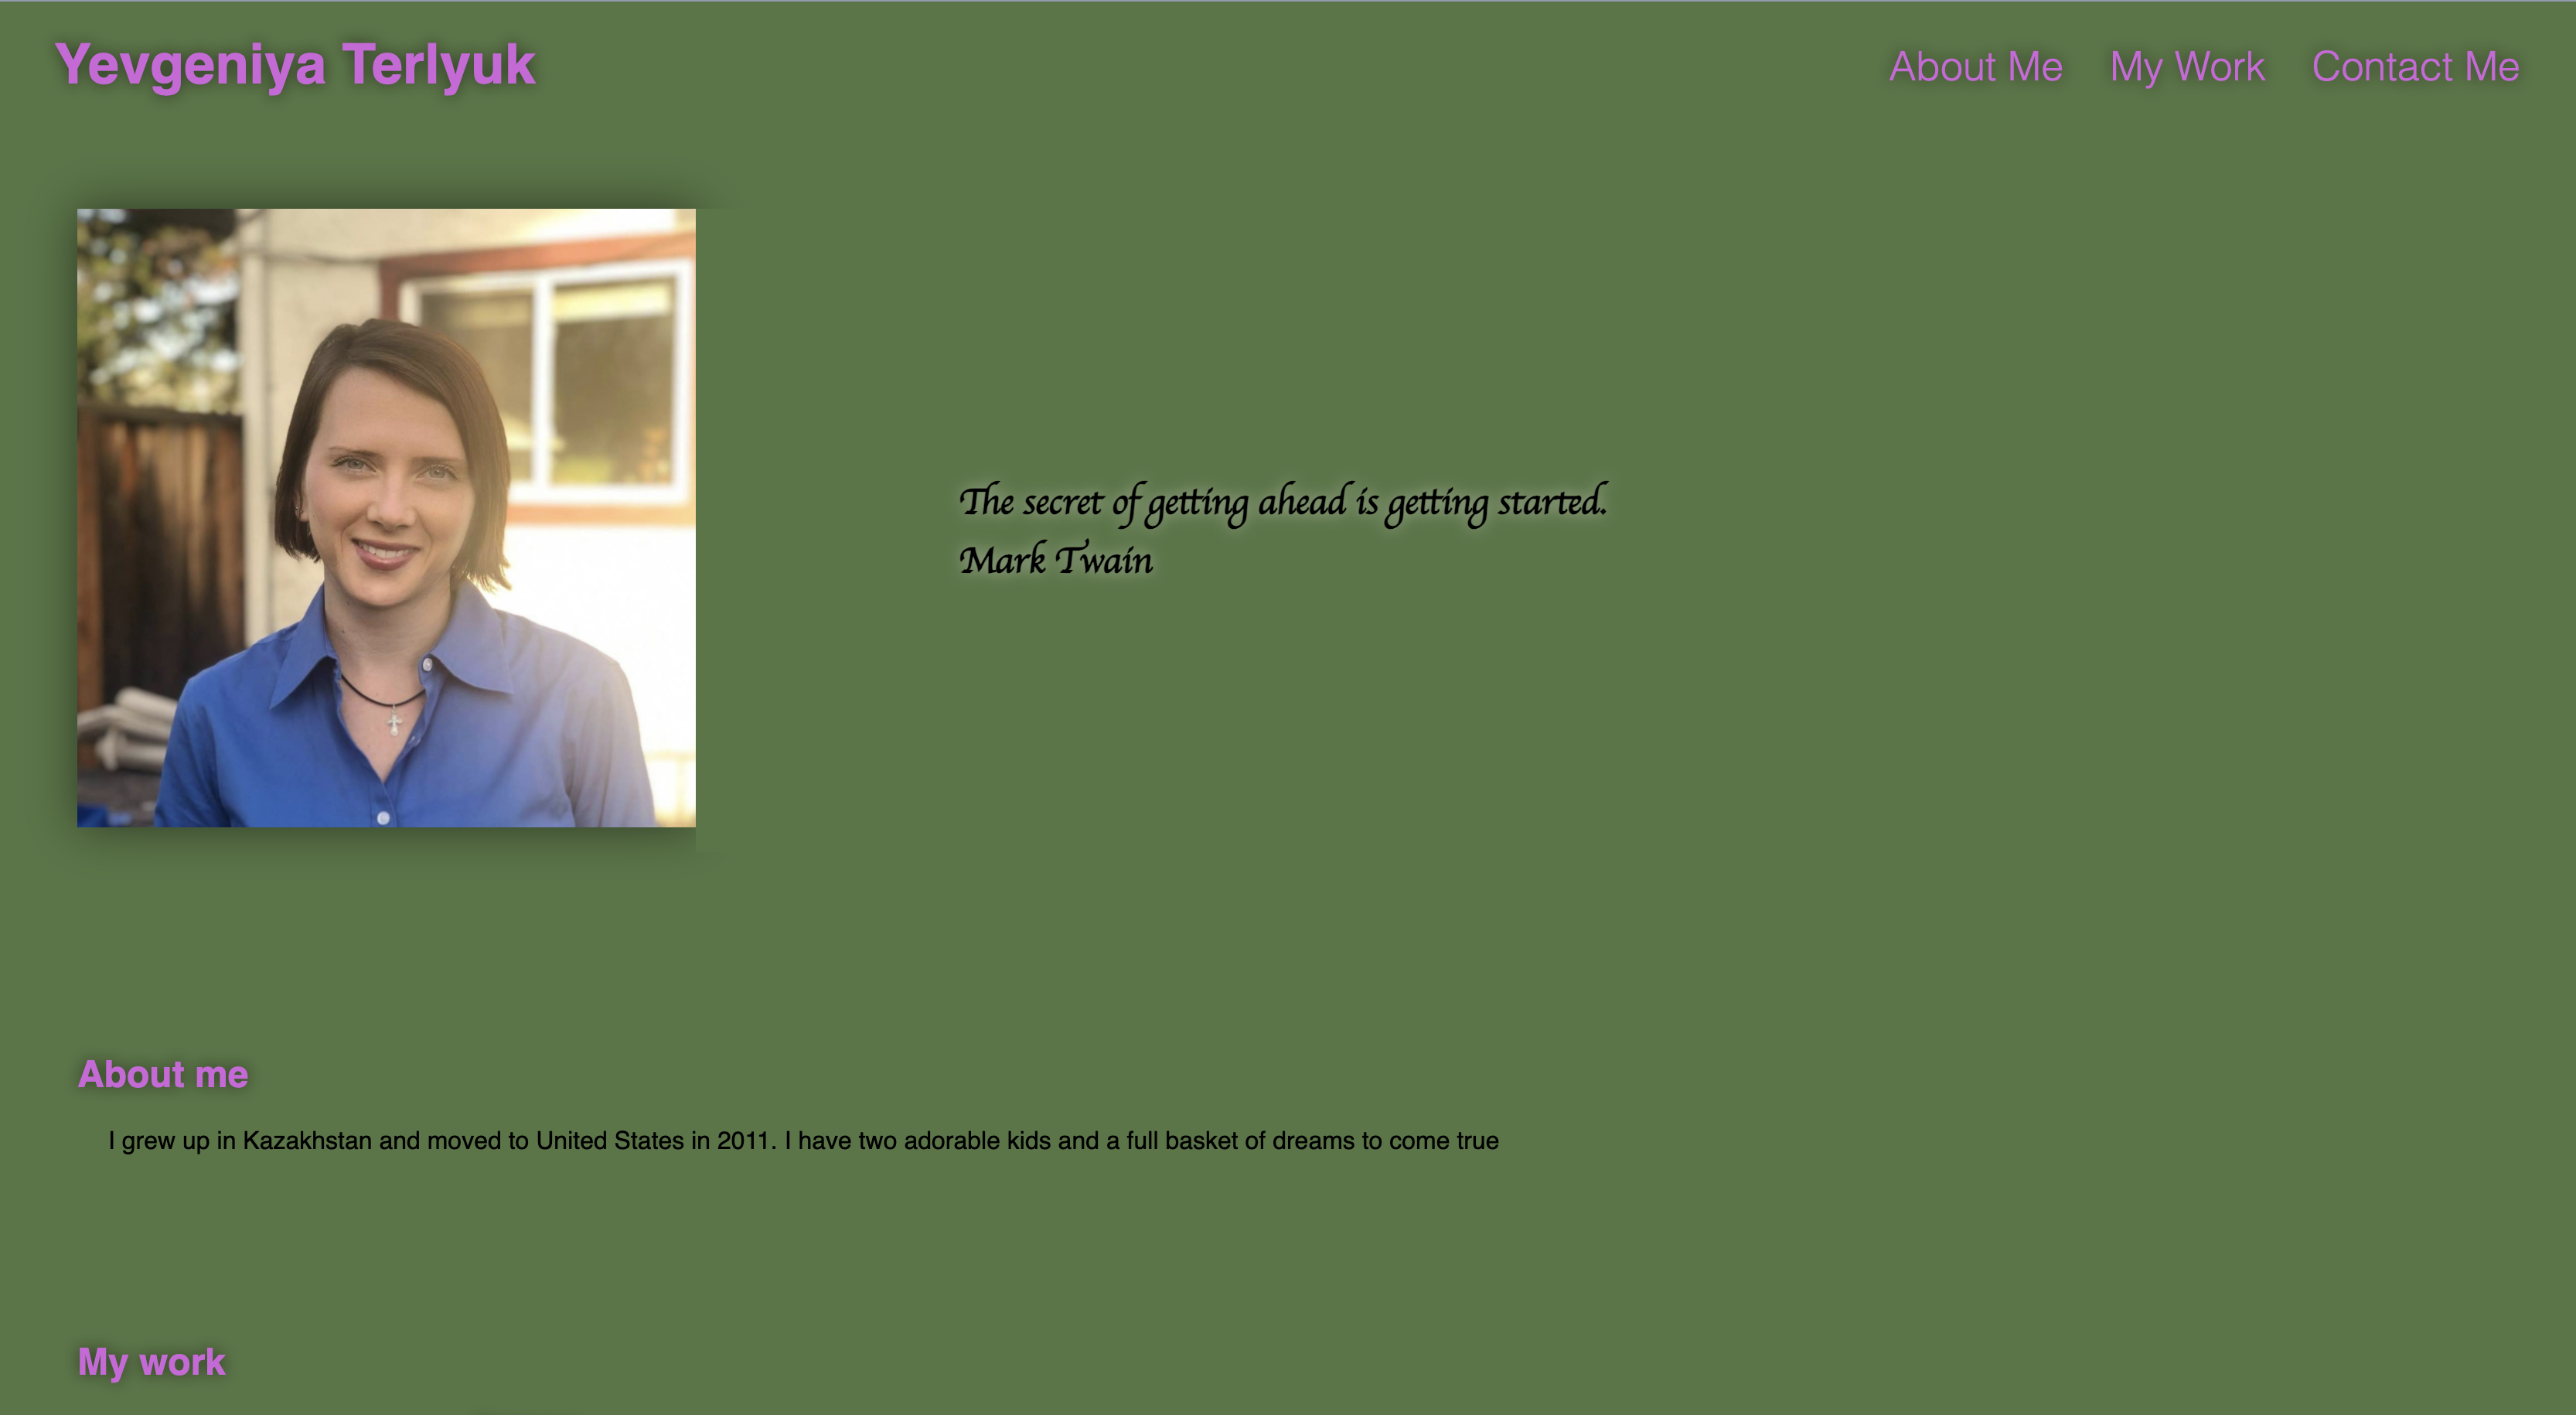 Yevgeniya Terlyuk
About Me My Work Contact Me
The secret of getting ahead is getting started.
Mark Twain
About me
I grew up in Kazakhstan and moved to United States in 2011. I have two adorable kids and a full basket of dreams to come true
My work